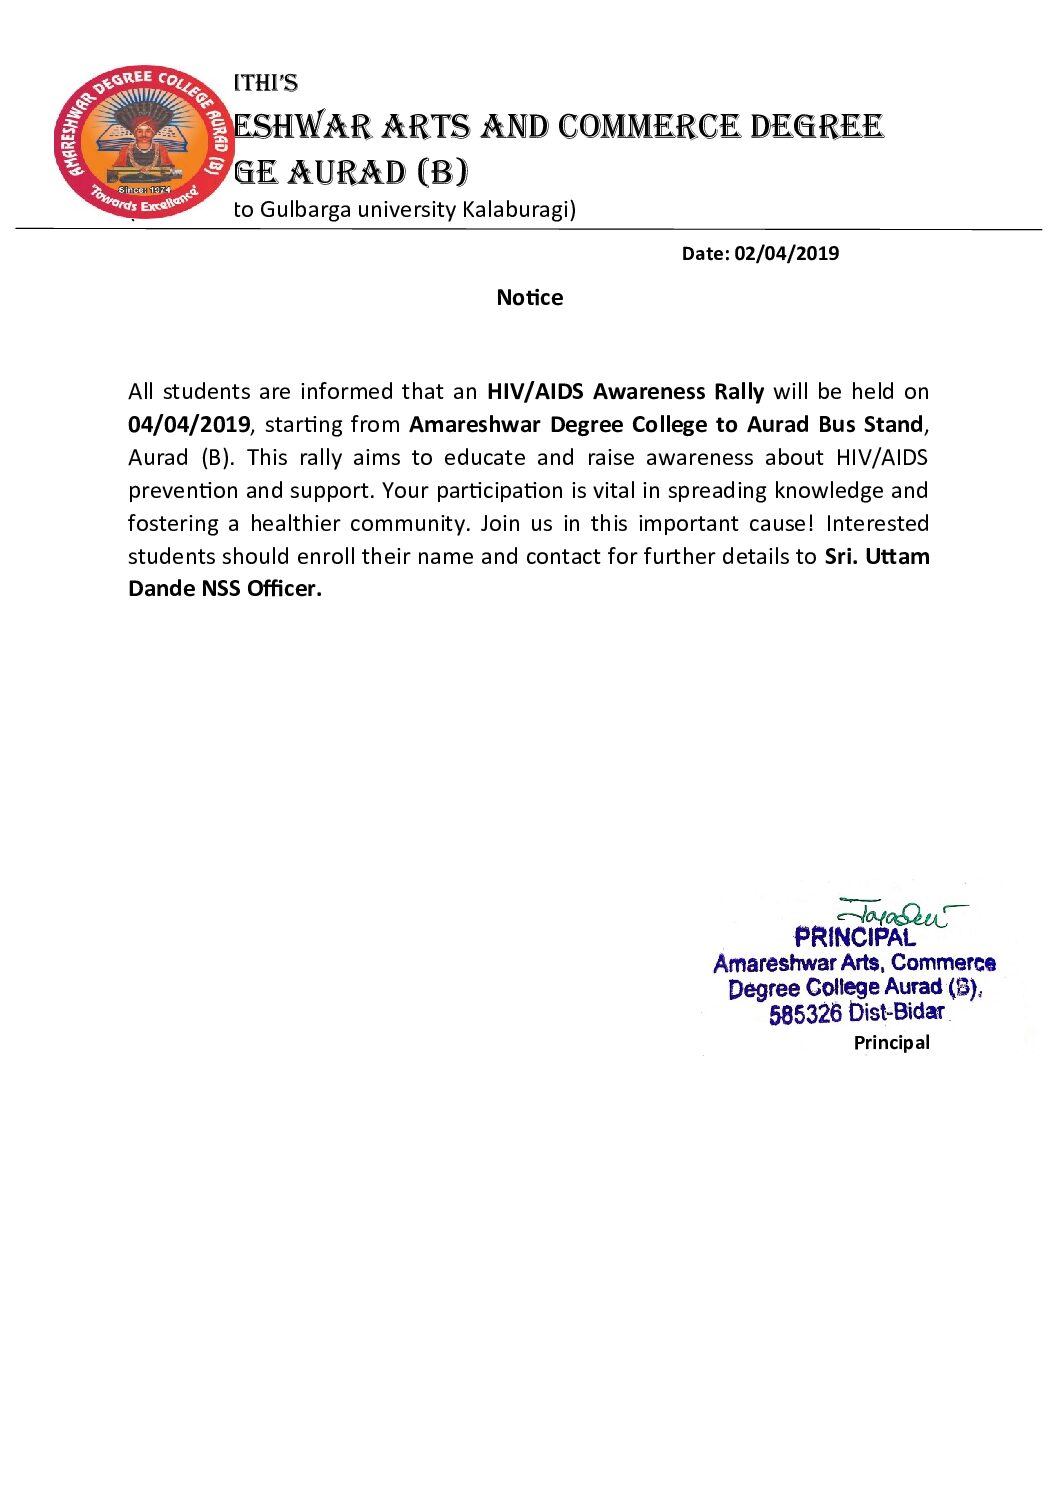 AMARESHWAR DEGREE COLLEGE AURAD (B)
Since 1971
'Towards Excellence'
ITHI'S
ESHWAR ARTS AND COMMERCE DEGREE
GE AURAD (B)
to Gulbarga university Kalaburagi)
Date: 02/04/2019
Notice
All students are informed that an HIV/AIDS Awareness Rally will be held on
04/04/2019, starting from Amareshwar Degree College to Aurad Bus Stand,
Aurad (B). This rally aims to educate and raise awareness about HIV/AIDS
prevention and support. Your participation is vital in spreading knowledge and
fostering a healthier community. Join us in this important cause! Interested
students should enroll their name and contact for further details to Sri. Uttam
Dande NSS Officer.
PRINCIPAL
Amareshwar Arts, Commerce
Degree College Aurad (B),
585326 Dist-Bidar
Principal